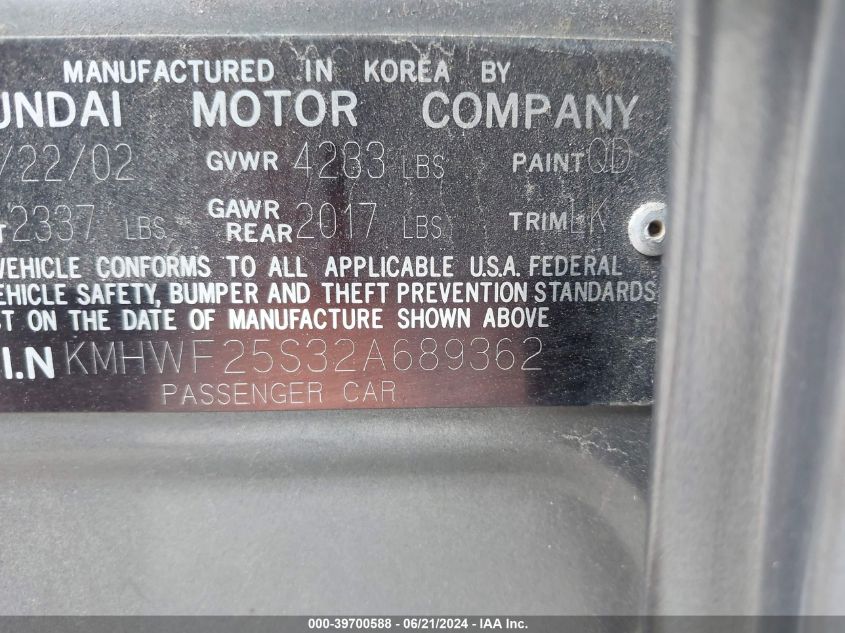 MANUFACTURED IN KOREA BY
UNDAI MOTOR COMPANY
/22/02 GVWR 4283 LBS PAINT QD
T 2337 LBS GAWR REAR 2017 LBS TRIM LK
VEHICLE CONFORMS TO ALL APPLICABLE U.S.A. FEDERAL
EHICLE SAFETY, BUMPER AND THEFT PREVENTION STANDARDS
CT ON THE DATE OF MANUFACTURE SHOWN ABOVE
.I.N KMHWF25S32A689362
PASSENGER CAR
000-39700588 - 06/21/2024 - IAA Inc.